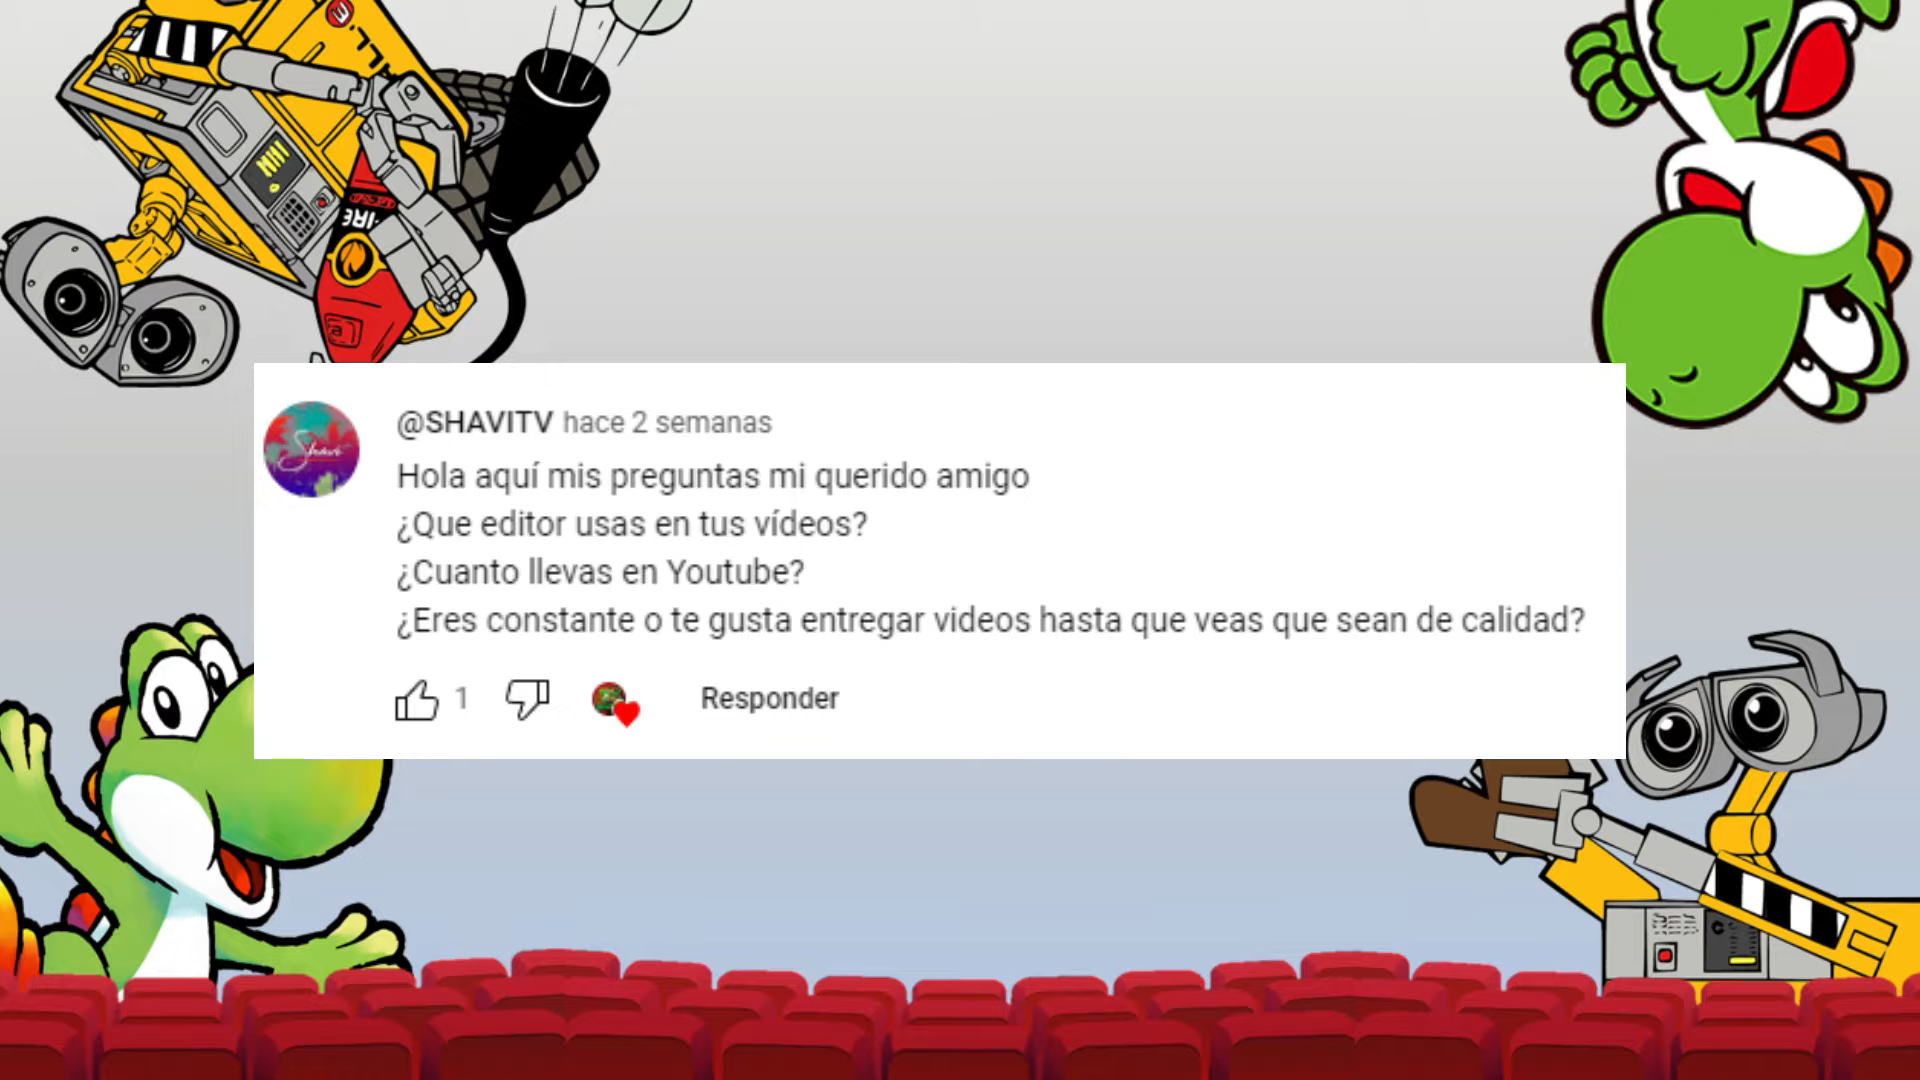 @SHAVITV hace 2 semanas
Hola aquí mis preguntas mi querido amigo
¿Que editor usas en tus vídeos?
¿Cuanto llevas en Youtube?
¿Eres constante o te gusta entregar videos hasta que veas que sean de calidad?
1
Responder